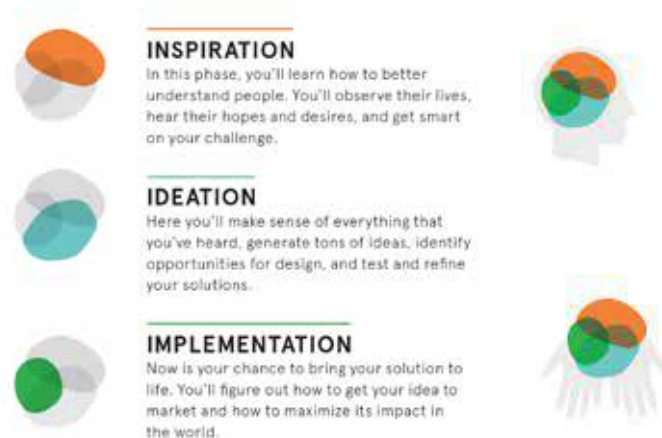 INSPIRATION
In this phase, you'll learn how to better
understand people. You'll observe their lives,
hear their hopes and desires, and get smart
on your challenge.
IDEATION
Here you'll make sense of everything that
you've heard, generate tons of ideas, identify
opportunities for design, and test and refine
your solutions.
IMPLEMENTATION
Now is your chance to bring your solution to
life. You'll figure out how to get your idea to
market and how to maximize its impact in
the world.